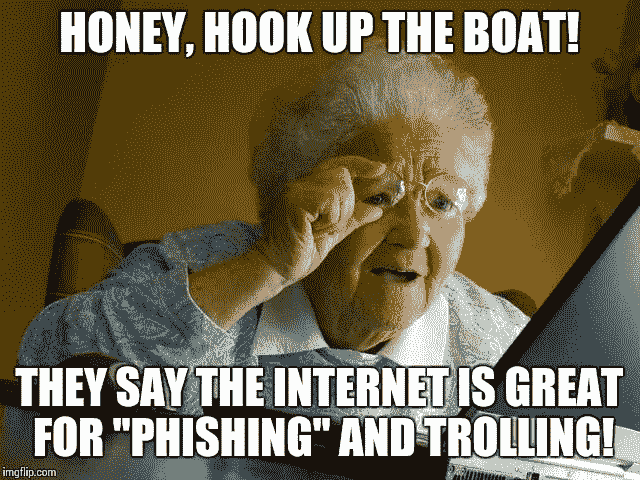 HONEY, HOOK UP THE BOAT!
THEY SAY THE INTERNET IS GREAT
FOR "PHISHING" AND TROLLING!
imgflip.com